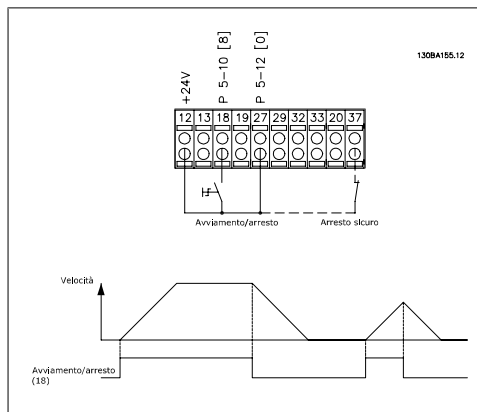 130BA155.12
+24V
P 5-10 [8]
P 5-12 [0]
12 13 18 19 27 29 32 33 20 37
Avviamento/arresto
Arresto sicuro
Velocità
Avviamento/arresto
(18)